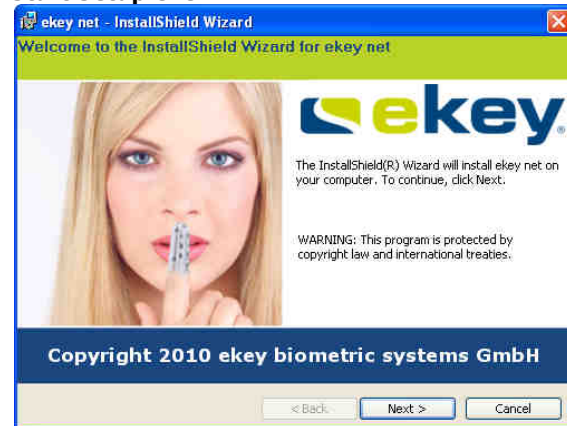 ekey net - InstallShield Wizard
Welcome to the InstallShield Wizard for ekey net
ekey
The InstallShield(R) Wizard will install ekey net on
your computer. To continue, click Next.
WARNING: This program is protected by
copyright law and international treaties.
Copyright 2010 ekey biometric systems GmbH
< Back
Next >
Cancel